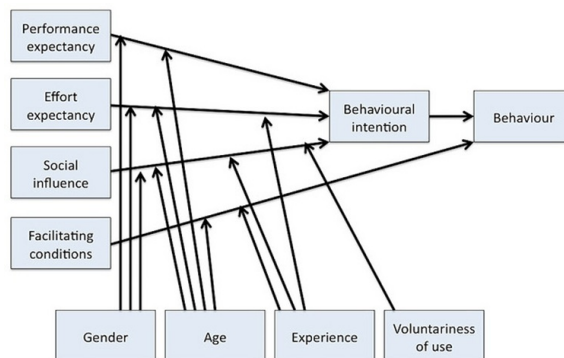 Performance
expectancy
Effort
expectancy
Social
influence
Facilitating
conditions
Behavioural
intention
Behaviour
Gender
Age
Experience
Voluntariness
of use